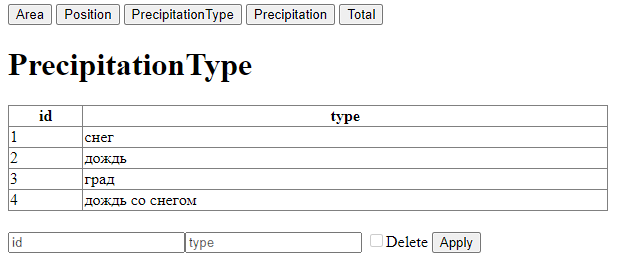 Area Position PrecipitationType Precipitation Total
PrecipitationType
id type
1 снег
2 дождь
3 град
4 дождь со снегом
id type Delete Apply